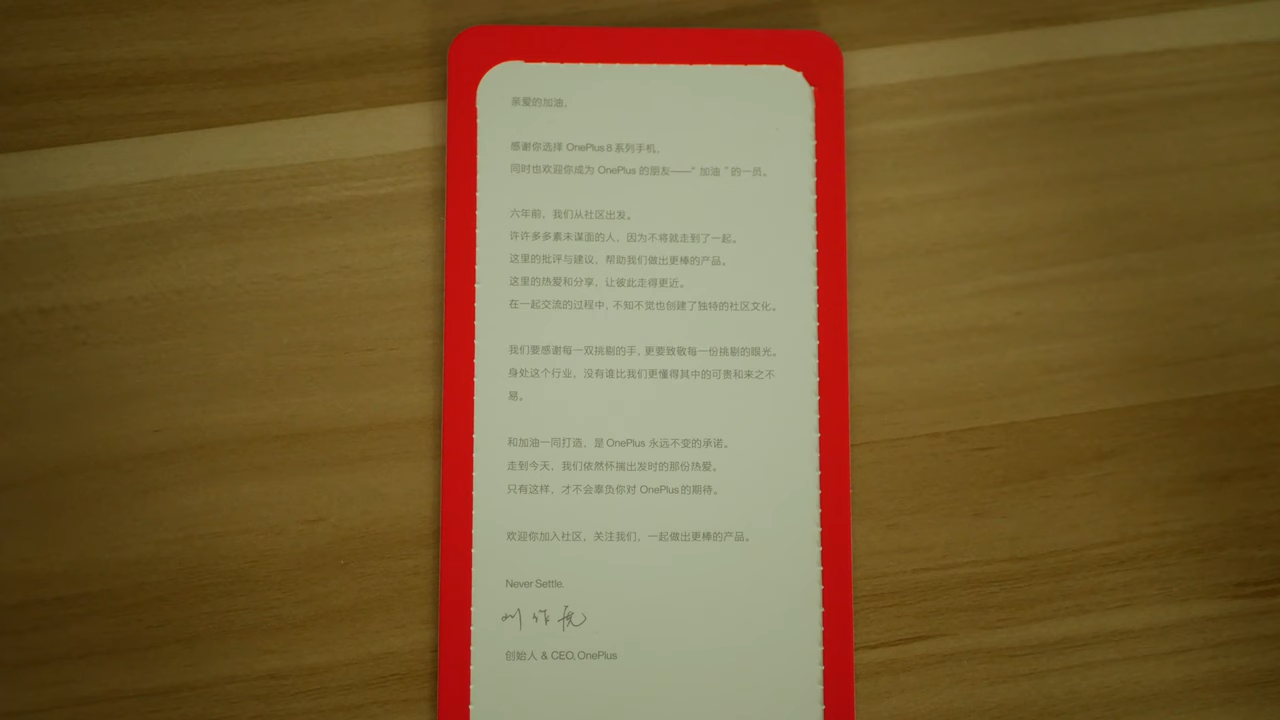 亲爱的加油，
感谢你选择 OnePlus 8 系列手机，
同时也欢迎你成为 OnePlus 的朋友——“ 加油 ”的一员。
六年前，我们从社区出发。
许许多多素未谋面的人，因为不将就走到了一起。
这里的批评与建议，帮助我们做出更棒的产品。
这里的热爱和分享，让彼此走得更近。
在一起交流的过程中，不知不觉也创建了独特的社区文化。
我们要感谢每一双挑剔的手，更要致敬每一份挑剔的眼光。
身处这个行业，没有谁比我们更懂得其中的可贵和来之不
易。
和加油一同打造，是 OnePlus 永远不变的承诺。
走到今天，我们依然怀揣出发时的那份热爱。
只有这样，才不会辜负你对 OnePlus 的期待。
欢迎你加入社区，关注我们，一起做出更棒的产品。
Never Settle.
刘作虎
创始人 & CEO, OnePlus